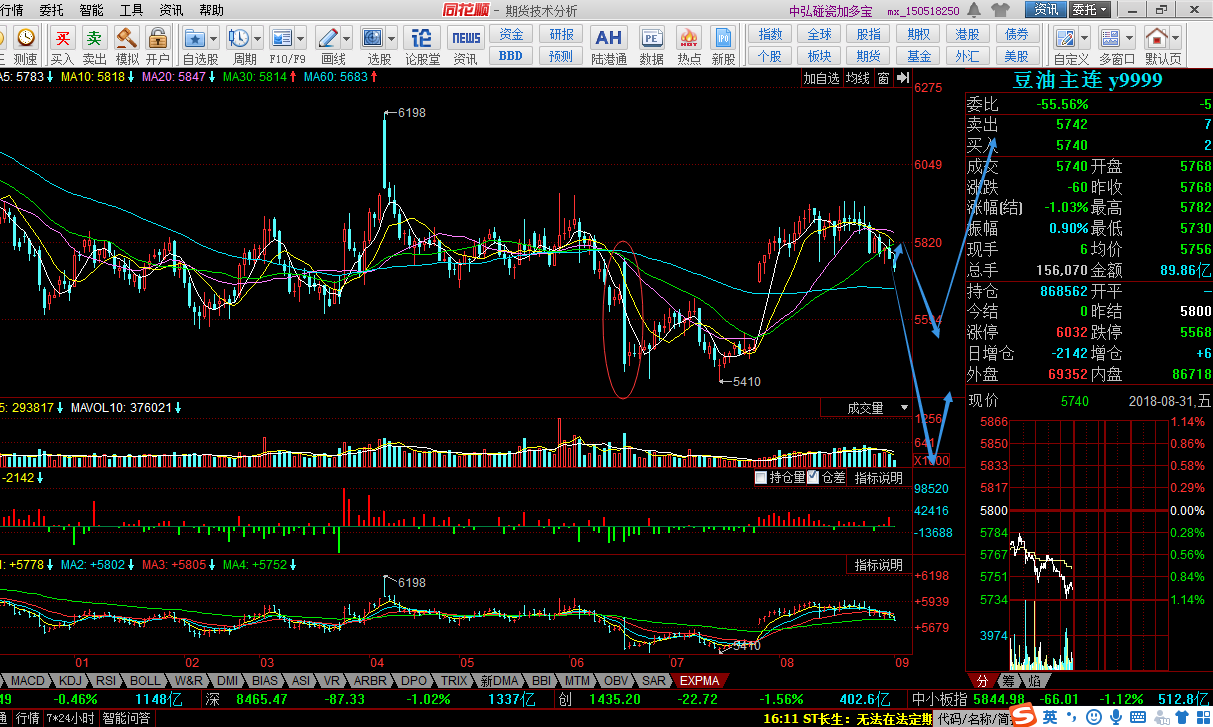 行情 委托 智能 工具 资讯 帮助 同花顺 - 期货技术分析 中弘碰瓷加多宝 mx_150518250 资讯 委托
测速 买入 卖出 模拟 开户 自选股 周期 F10/F9 画线 选股 论股堂 资讯 BBD 预测 陆港通 数据 热点 新股 个股 板块 期货 基金 外汇 美股 自定义 多窗口 默认页
买 卖 论 NEWS 资金 研报 AH PE HOT IPO 指数 全球 股指 期权 港股 债券
A5: 5783 MA10: 5818 MA20: 5847 MA30: 5814 MA60: 5683 加自选 均线 窗
豆油主连 y9999
委比 -55.56% -5
卖出 5742 7
买入 5740 2
成交 5740 开盘 5768
涨跌 -60 昨收 5768
涨幅(结) -1.03% 最高 5782
振幅 0.90% 最低 5730
现手 6 均价 5756
总手 156,070 金额 89.86亿
持仓 868562 开平 —
今结 0 昨结 5800
涨停 6032 跌停 5568
日增仓 -2142 增仓 +6
外盘 69352 内盘 86718
现价 5740 2018-08-31,五
6275
6198
6049
5820
5594
5410
5: 293817 MAVOL10: 376021 成交量
1256
641
X1000
-2142 持仓量 仓差 指标说明
98520
42416
-13688
1: +5778 MA2: +5802 MA3: +5805 MA4: +5752 指标说明
6198
+6198
+5939
+5679
5410
01 02 03 04 05 06 07 08 09
5866 1.14%
5850 0.86%
5833 0.58%
5817 0.29%
5800 0.00%
5784 0.28%
5767 0.56%
5751 0.84%
5734 1.14%
3974
MACD KDJ RSI BOLL W&R DMI BIAS ASI VR ARBR DPO TRIX 新DMA BBI MTM OBV SAR EXPMA 分 筹 焰
49 -0.46% 1148亿 深 8465.47 -87.33 -1.02% 1337亿 创 1435.20 -22.72 -1.56% 402.6亿 中小板指 5844.98 -66.01 -1.12% 512.8亿
通 行情 7*24小时 智能问答 16:11 ST长生：无法在法定期 代码/名称/简 S 英